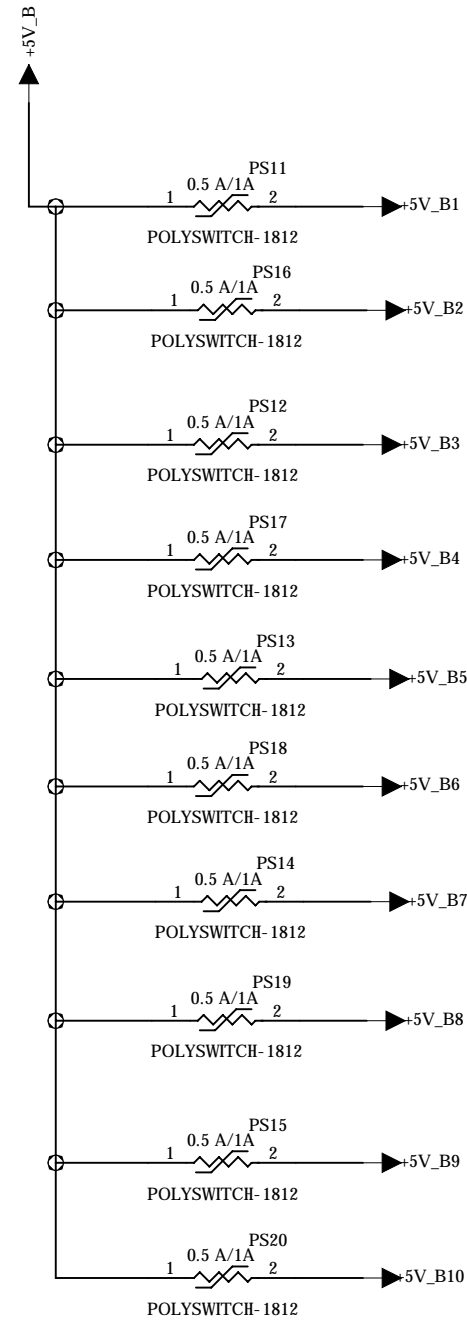 +5V_B
PS11
0.5 A/1A
1 2 +5V_B1
POLYSWITCH-1812
PS16
0.5 A/1A
1 2 +5V_B2
POLYSWITCH-1812
PS12
0.5 A/1A
1 2 +5V_B3
POLYSWITCH-1812
PS17
0.5 A/1A
1 2 +5V_B4
POLYSWITCH-1812
PS13
0.5 A/1A
1 2 +5V_B5
POLYSWITCH-1812
PS18
0.5 A/1A
1 2 +5V_B6
POLYSWITCH-1812
PS14
0.5 A/1A
1 2 +5V_B7
POLYSWITCH-1812
PS19
0.5 A/1A
1 2 +5V_B8
POLYSWITCH-1812
PS15
0.5 A/1A
1 2 +5V_B9
POLYSWITCH-1812
PS20
0.5 A/1A
1 2 +5V_B10
POLYSWITCH-1812